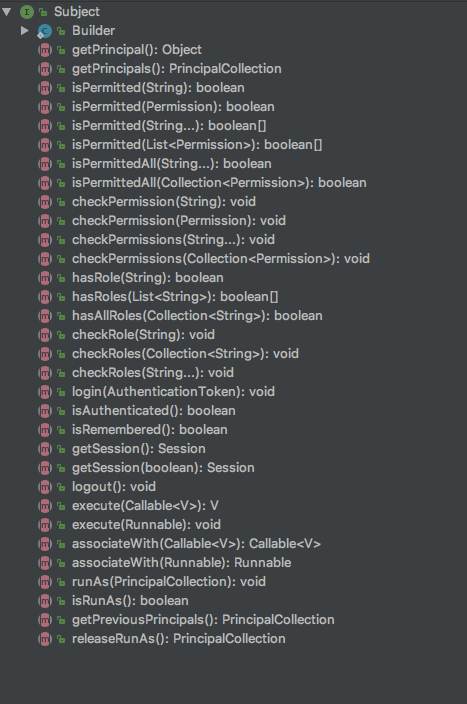 Subject
Builder
getPrincipal(): Object
getPrincipals(): PrincipalCollection
isPermitted(String): boolean
isPermitted(Permission): boolean
isPermitted(String...): boolean[]
isPermitted(List<Permission>): boolean[]
isPermittedAll(String...): boolean
isPermittedAll(Collection<Permission>): boolean
checkPermission(String): void
checkPermission(Permission): void
checkPermissions(String...): void
checkPermissions(Collection<Permission>): void
hasRole(String): boolean
hasRoles(List<String>): boolean[]
hasAllRoles(Collection<String>): boolean
checkRole(String): void
checkRoles(Collection<String>): void
checkRoles(String...): void
login(AuthenticationToken): void
isAuthenticated(): boolean
isRemembered(): boolean
getSession(): Session
getSession(boolean): Session
logout(): void
execute(Callable<V>): V
execute(Runnable): void
associateWith(Callable<V>): Callable<V>
associateWith(Runnable): Runnable
runAs(PrincipalCollection): void
isRunAs(): boolean
getPreviousPrincipals(): PrincipalCollection
releaseRunAs(): PrincipalCollection